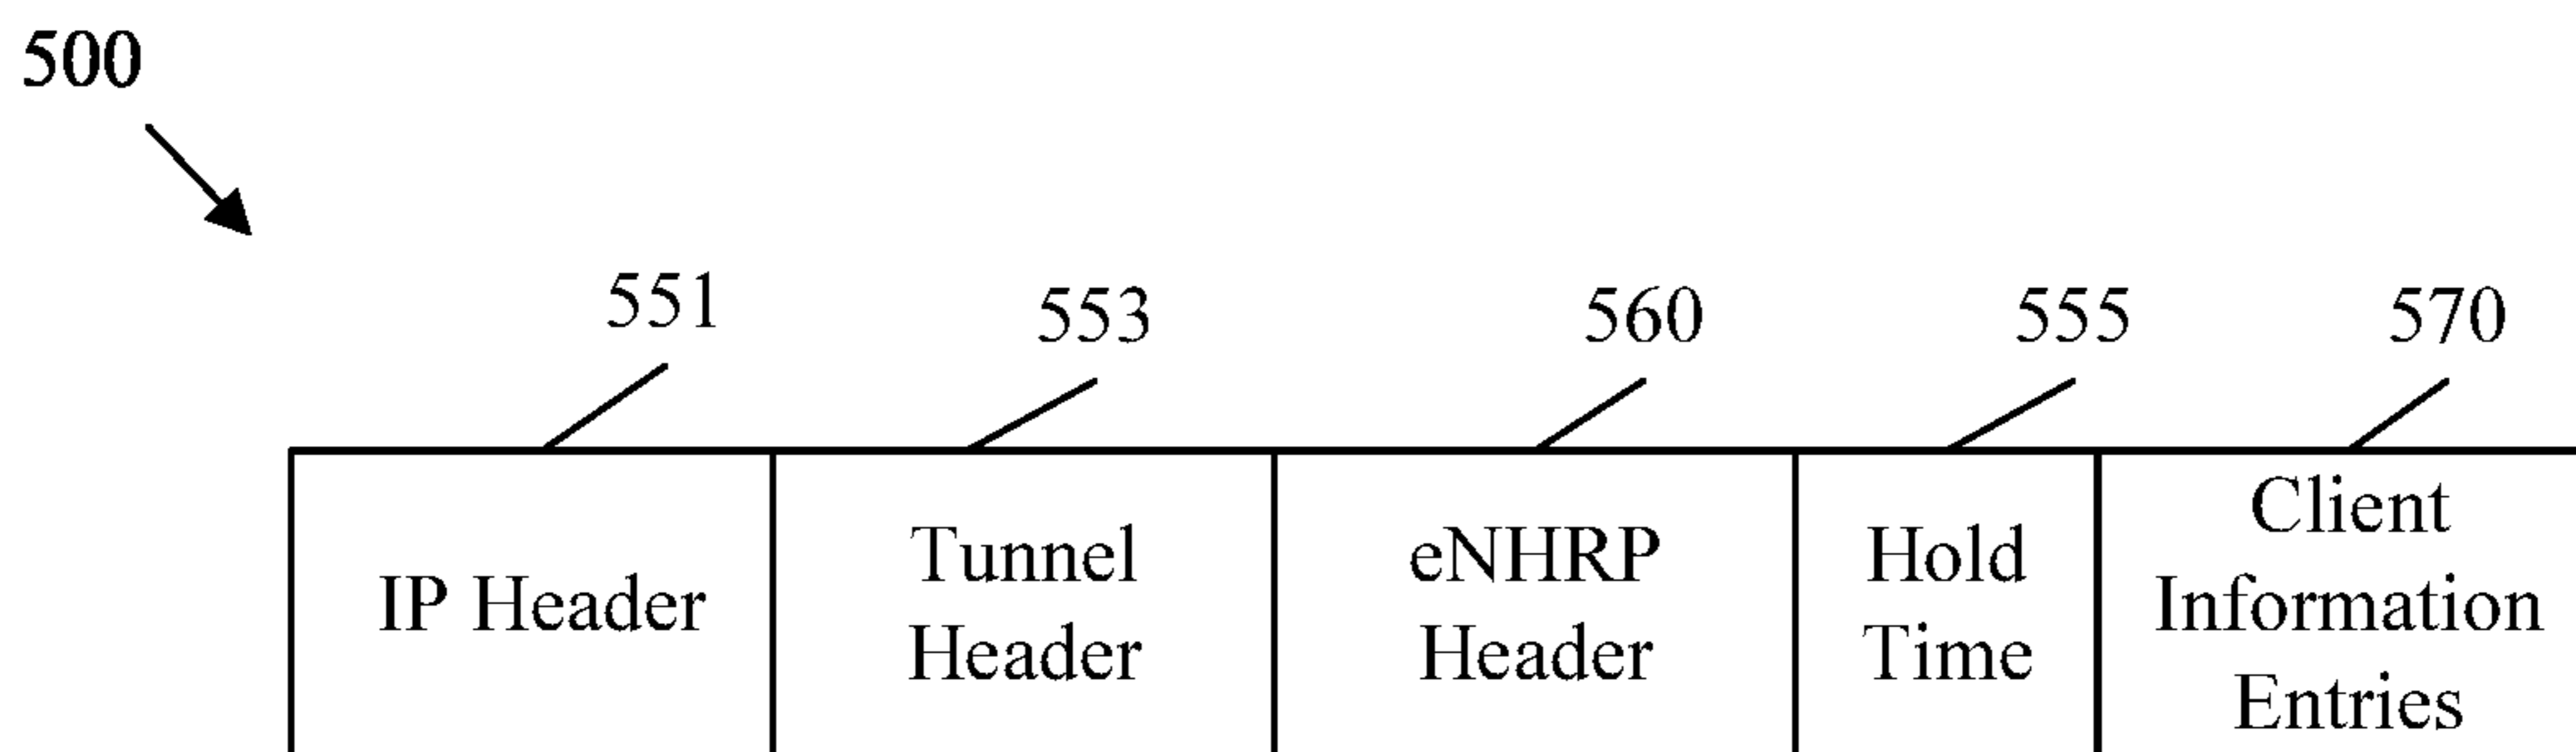 500
551
553
560
555
570
IP Header
Tunnel
Header
eNHRP
Header
Hold
Time
Client
Information
Entries